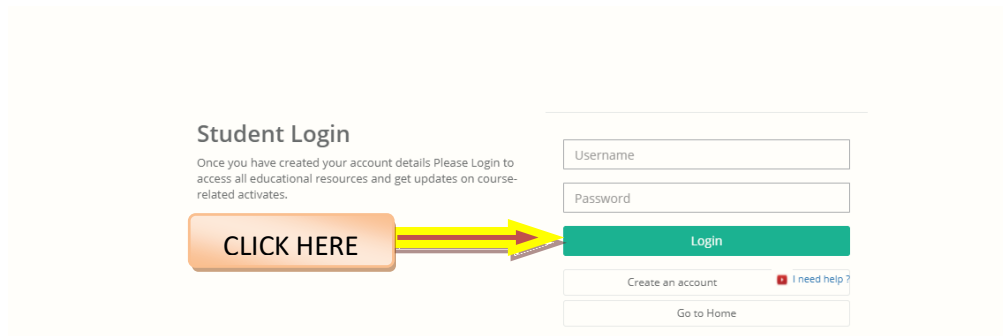 Student Login
Once you have created your account details Please Login to
access all educational resources and get updates on course-
related activates.
CLICK HERE
Username
Password
Login
Create an account
I need help ?
Go to Home